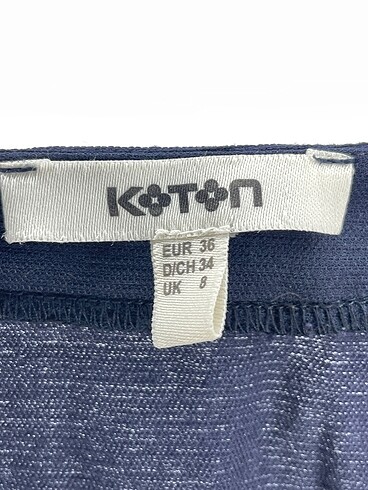 KOTON
EUR 36
D/CH 34
UK 8